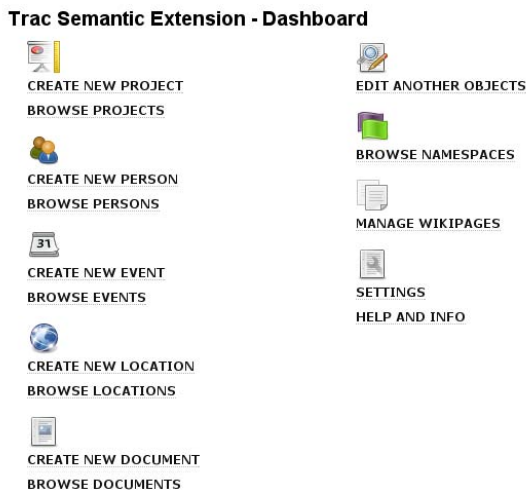 Trac Semantic Extension - Dashboard
CREATE NEW PROJECT
BROWSE PROJECTS
CREATE NEW PERSON
BROWSE PERSONS
31
CREATE NEW EVENT
BROWSE EVENTS
CREATE NEW LOCATION
BROWSE LOCATIONS
CREATE NEW DOCUMENT
BROWSE DOCUMENTS
EDIT ANOTHER OBJECTS
BROWSE NAMESPACES
MANAGE WIKIPAGES
SETTINGS
HELP AND INFO